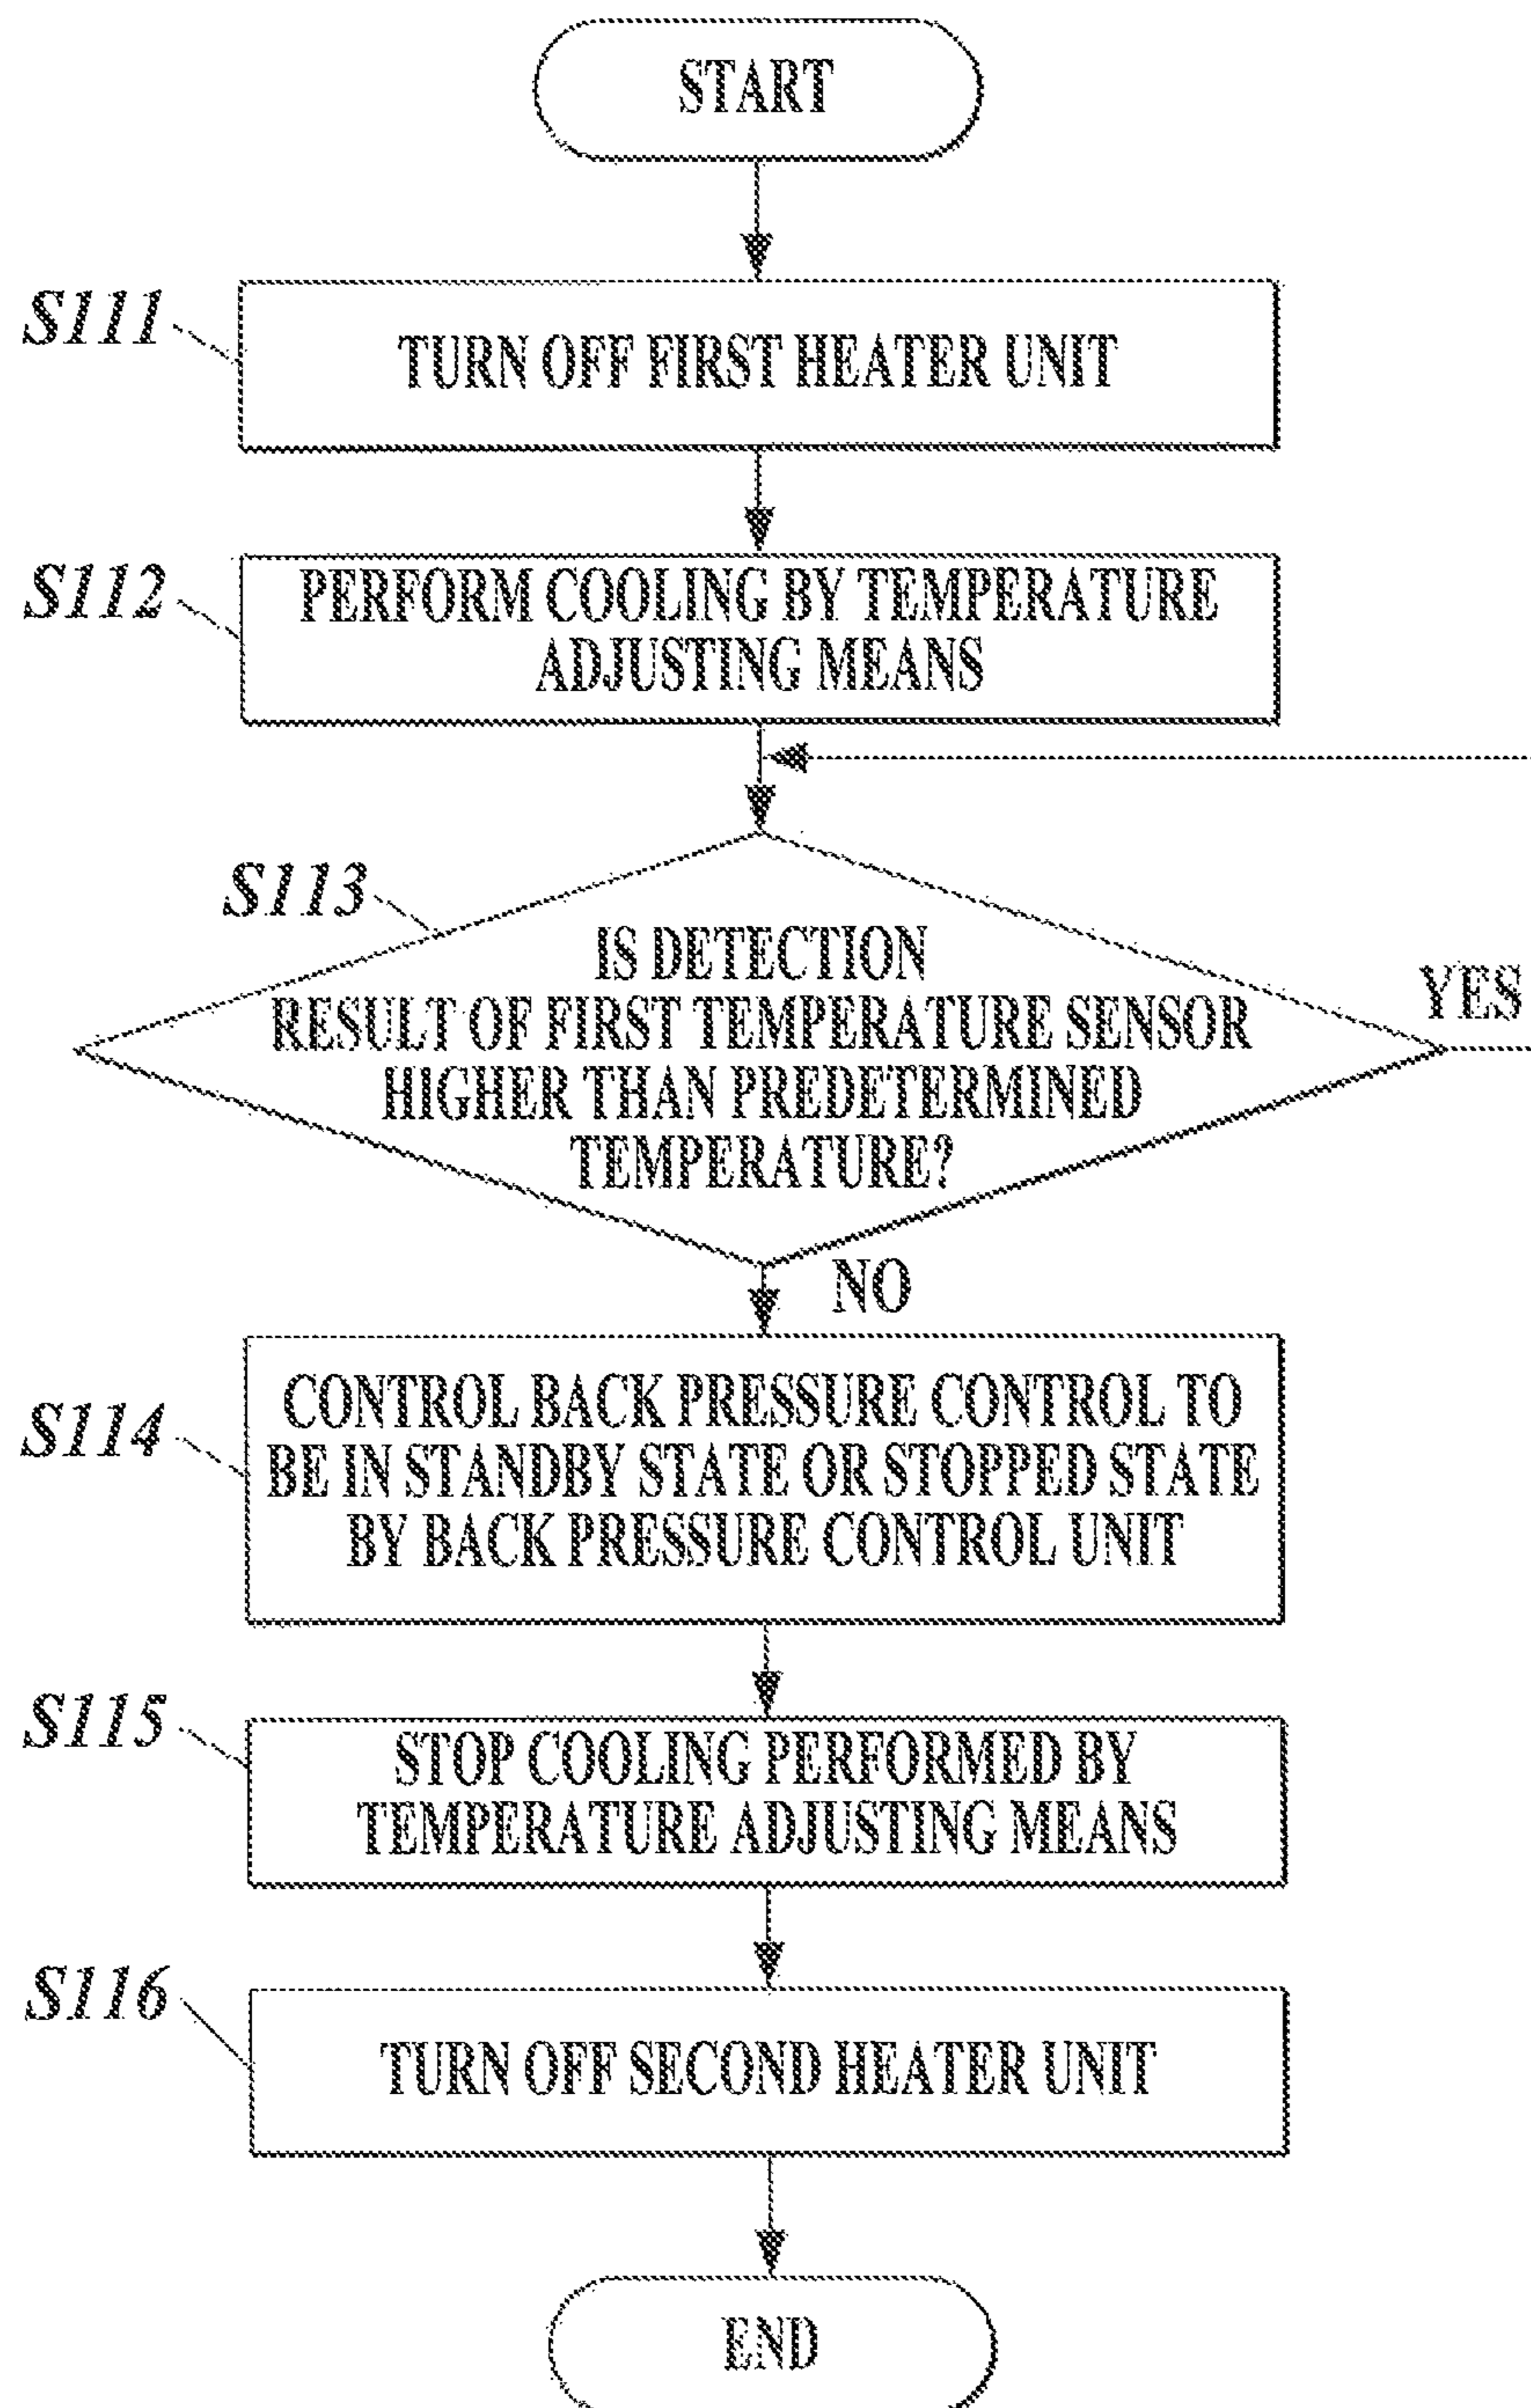 START
S111
TURN OFF FIRST HEATER UNIT
S112
PERFORM COOLING BY TEMPERATURE
ADJUSTING MEANS
S113
IS DETECTION
RESULT OF FIRST TEMPERATURE SENSOR
HIGHER THAN PREDETERMINED
TEMPERATURE?
YES
NO
S114
CONTROL BACK PRESSURE CONTROL TO
BE IN STANDBY STATE OR STOPPED STATE
BY BACK PRESSURE CONTROL UNIT
S115
STOP COOLING PERFORMED BY
TEMPERATURE ADJUSTING MEANS
S116
TURN OFF SECOND HEATER UNIT
END